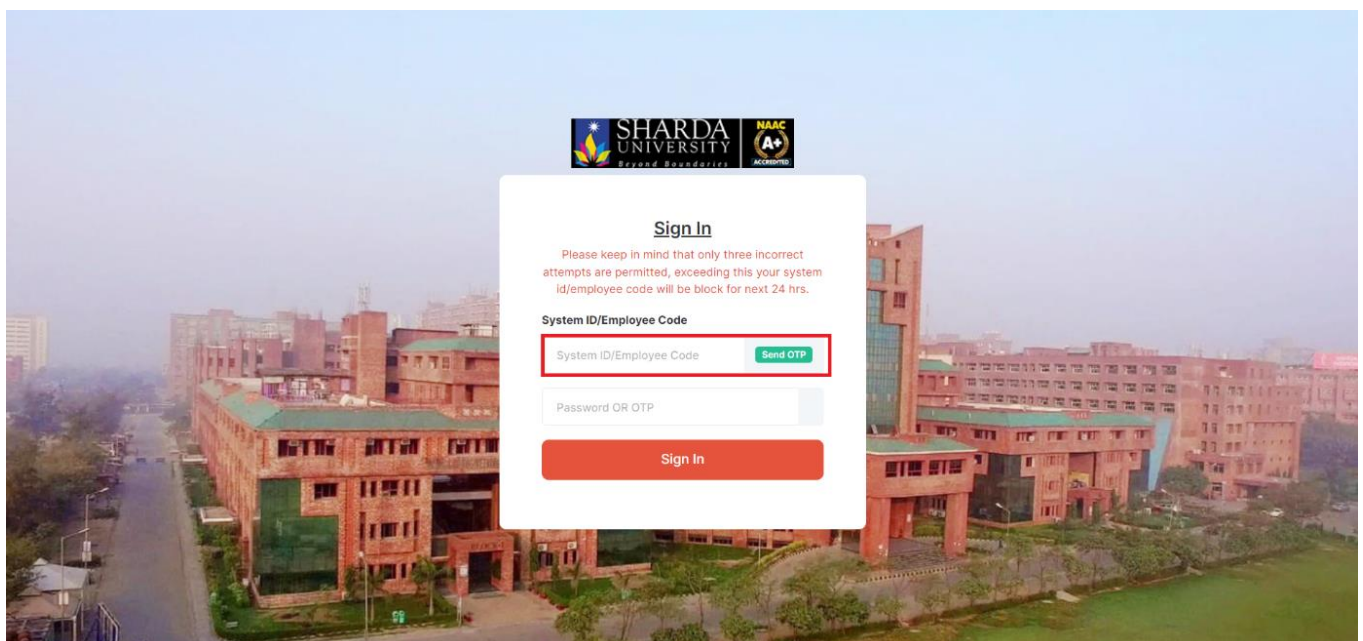 SHARDA
UNIVERSITY
Beyond Boundaries
NAAC
A+
ACCREDITED
Sign In
Please keep in mind that only three incorrect
attempts are permitted, exceeding this your system
id/employee code will be block for next 24 hrs.
System ID/Employee Code
System ID/Employee Code
Send OTP
Password OR OTP
Sign In